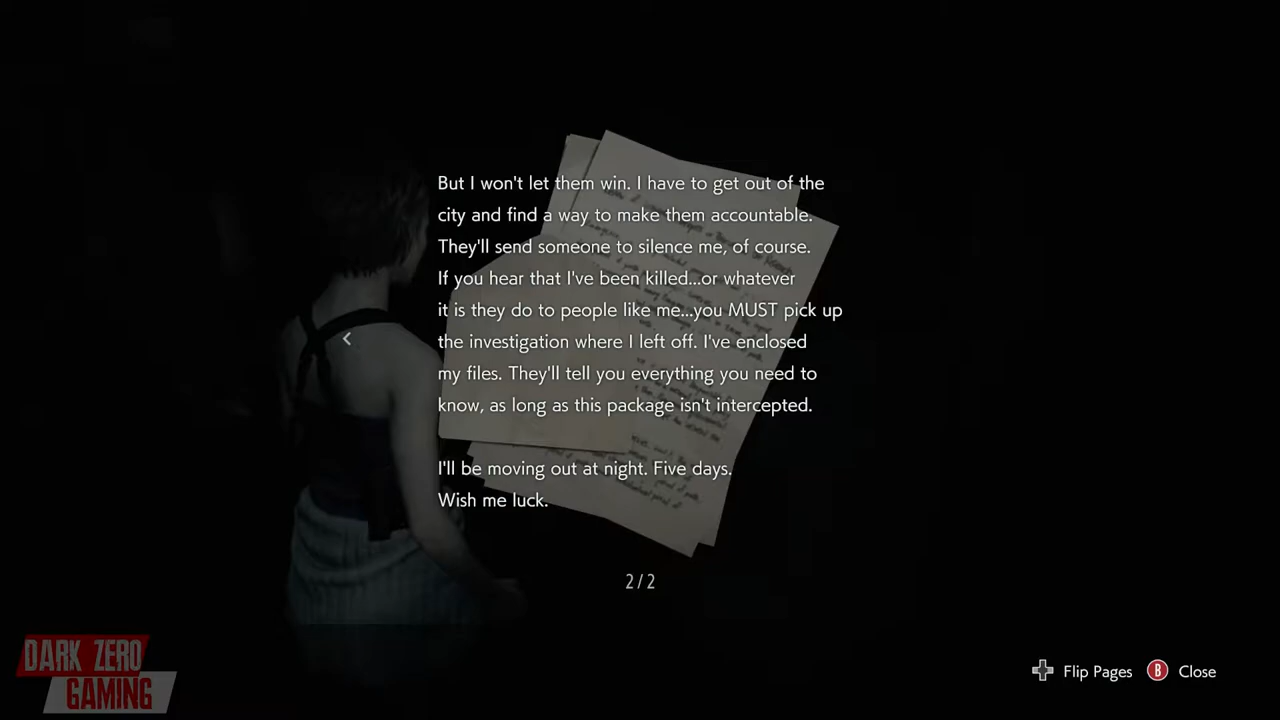 But I won't let them win. I have to get out of the
city and find a way to make them accountable.
They'll send someone to silence me, of course.
If you hear that I've been killed...or whatever
it is they do to people like me...you MUST pick up
the investigation where I left off. I've enclosed
my files. They'll tell you everything you need to
know, as long as this package isn't intercepted.
I'll be moving out at night. Five days.
Wish me luck.
2/2
DARK ZERO
GAMING
Flip Pages B Close